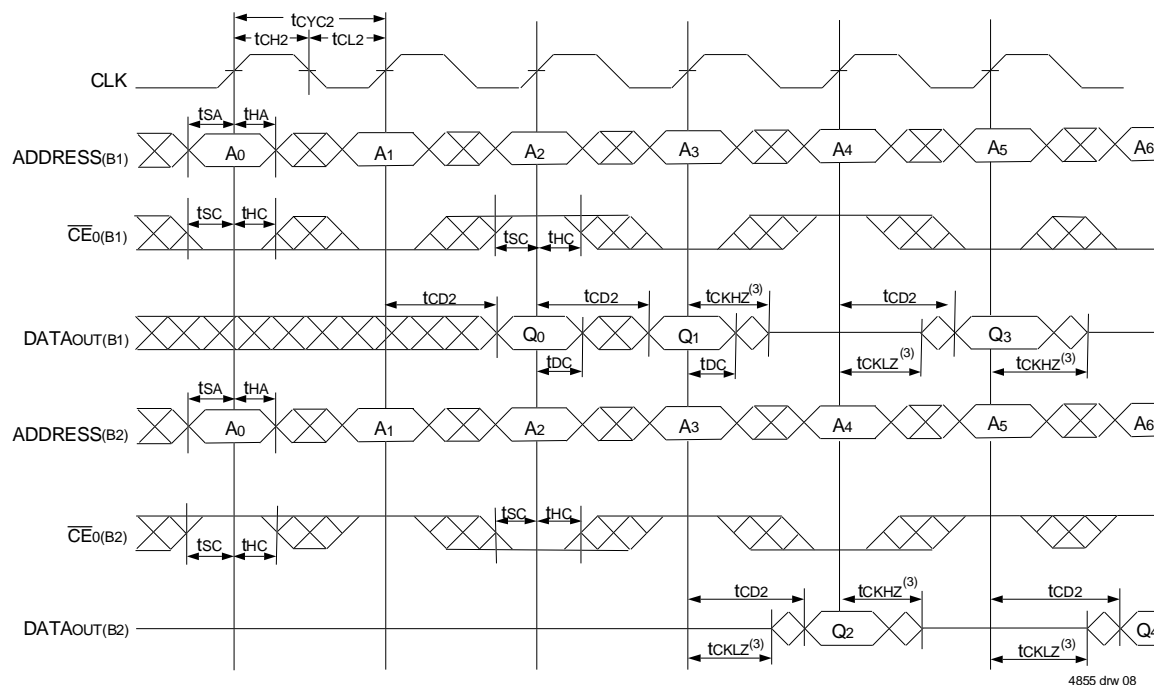 tCYC2
tCH2 tCL2
CLK
tSA tHA
ADDRESS(B1) A0 A1 A2 A3 A4 A5 A6
tSC tHC
CE0(B1)
tSC tHC
tCD2 tCD2 tCKHZ(3) tCD2
DATAOUT(B1) Q0 Q1 Q3
tDC tDC tCKLZ(3) tCKHZ(3)
tSA tHA
ADDRESS(B2) A0 A1 A2 A3 A4 A5 A6
tSC tHC
CE0(B2)
tSC tHC
tCD2 tCKHZ(3) tCD2
DATAOUT(B2) Q2 Q4
tCKLZ(3) tCKLZ(3)
4855 drw 08